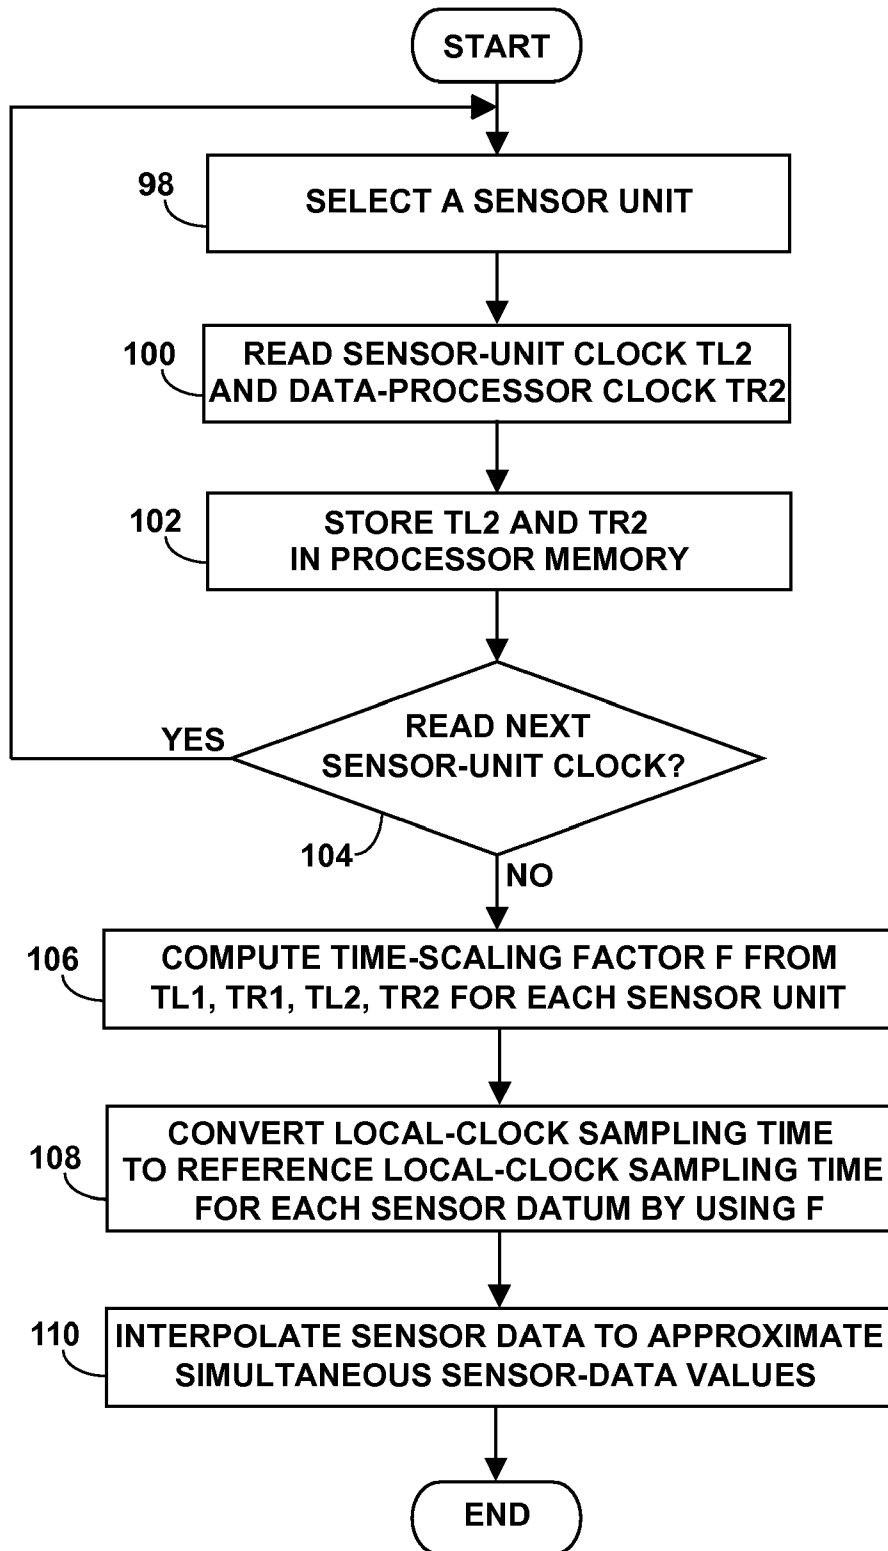 START
98
SELECT A SENSOR UNIT
100
READ SENSOR-UNIT CLOCK TL2
AND DATA-PROCESSOR CLOCK TR2
102
STORE TL2 AND TR2
IN PROCESSOR MEMORY
READ NEXT
SENSOR-UNIT CLOCK?
YES
104
NO
106
COMPUTE TIME-SCALING FACTOR F FROM
TL1, TR1, TL2, TR2 FOR EACH SENSOR UNIT
108
CONVERT LOCAL-CLOCK SAMPLING TIME
TO REFERENCE LOCAL-CLOCK SAMPLING TIME
FOR EACH SENSOR DATUM BY USING F
110
INTERPOLATE SENSOR DATA TO APPROXIMATE
SIMULTANEOUS SENSOR-DATA VALUES
END